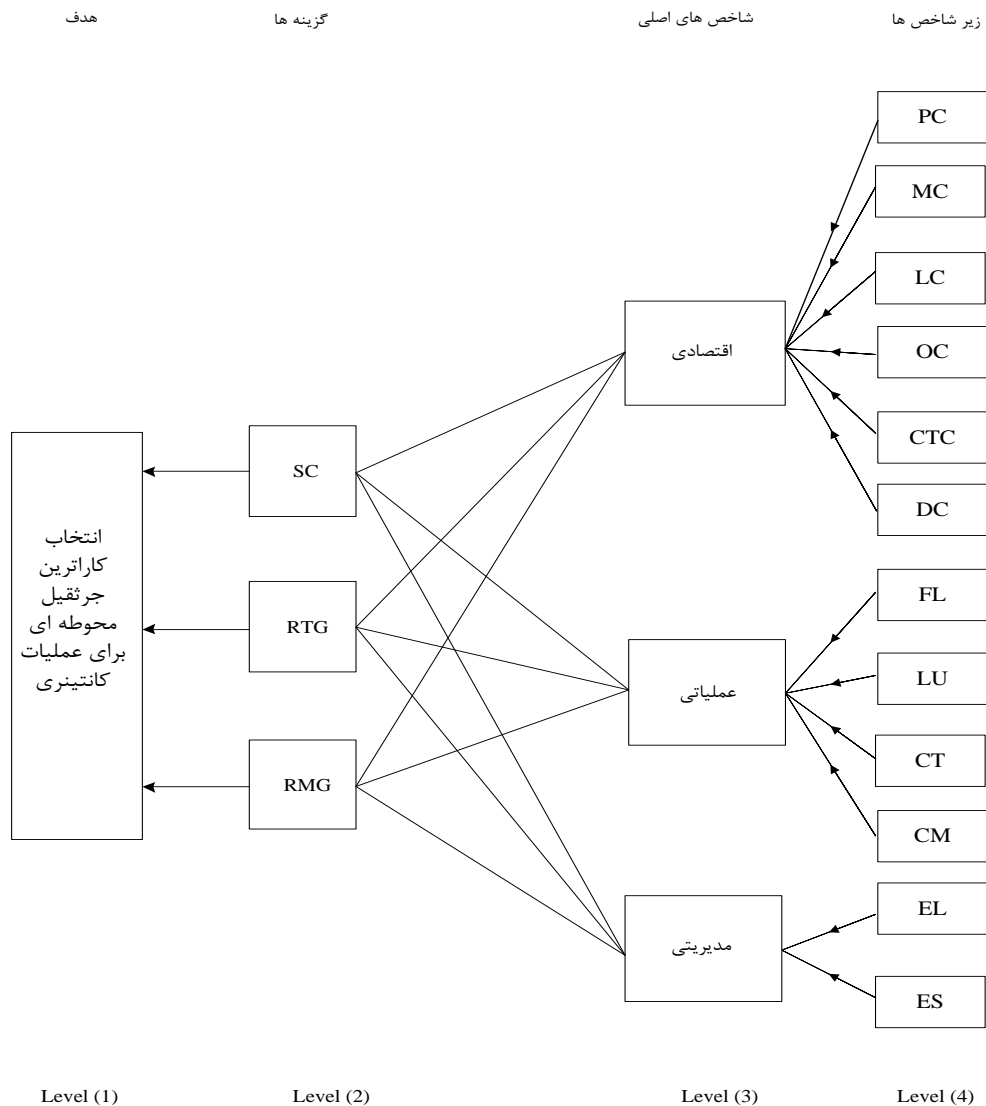 زیر شاخص ها
شاخص های اصلی
گزینه ها
هدف
PC
MC
LC
OC
CTC
DC
FL
LU
CT
CM
EL
ES
اقتصادی
عملیاتی
مدیریتی
SC
RTG
RMG
انتخاب
کاراترین
جرثقیل
محوطه ای
برای عملیات
کانتینری
Level (1)
Level (2)
Level (3)
Level (4)